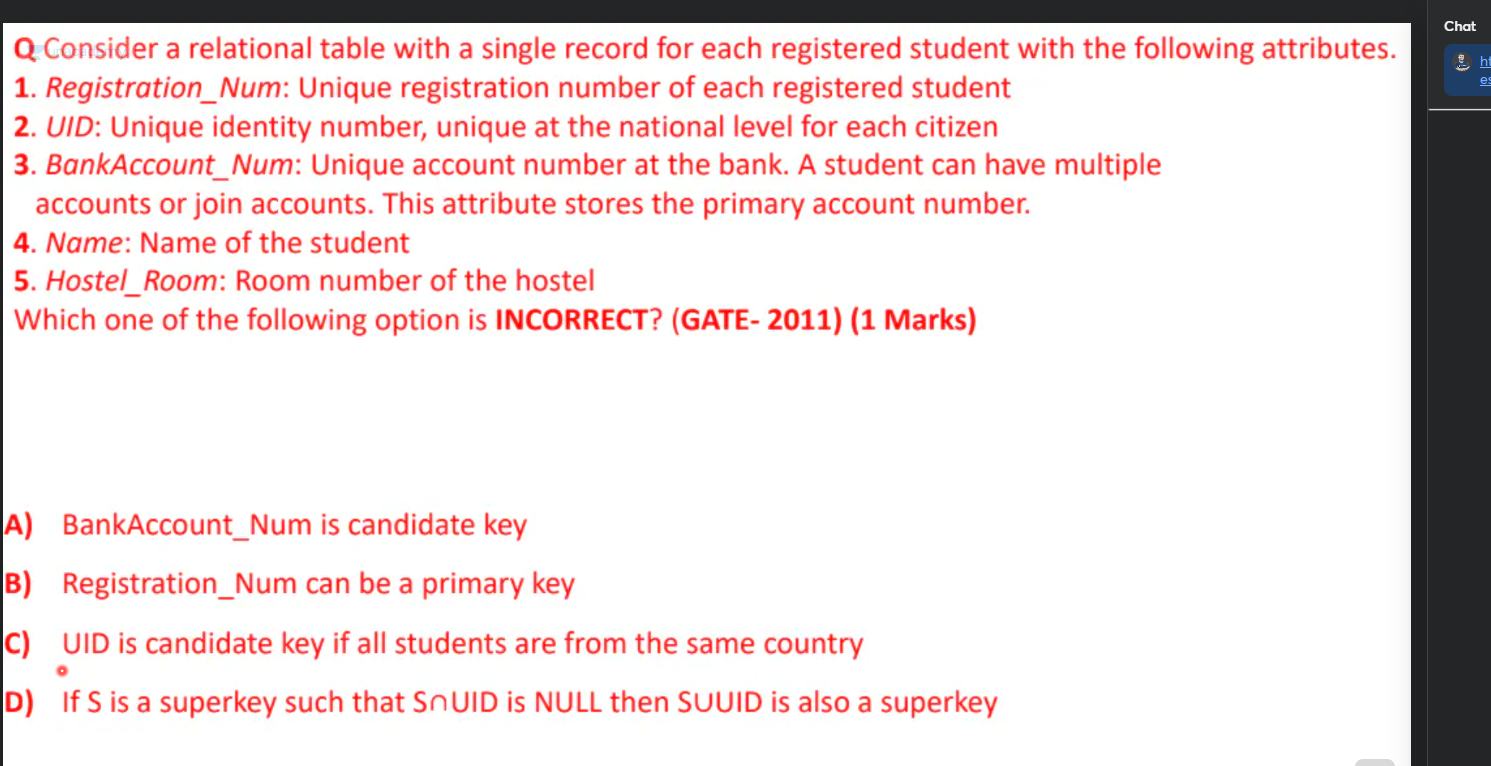 Chat
Q Consider a relational table with a single record for each registered student with the following attributes.
1. Registration_Num: Unique registration number of each registered student
2. UID: Unique identity number, unique at the national level for each citizen
3. BankAccount_Num: Unique account number at the bank. A student can have multiple
accounts or join accounts. This attribute stores the primary account number.
4. Name: Name of the student
5. Hostel_Room: Room number of the hostel
Which one of the following option is INCORRECT? (GATE- 2011) (1 Marks)
A) BankAccount_Num is candidate key
B) Registration_Num can be a primary key
C) UID is candidate key if all students are from the same country
D) If S is a superkey such that S∩UID is NULL then S∪UID is also a superkey